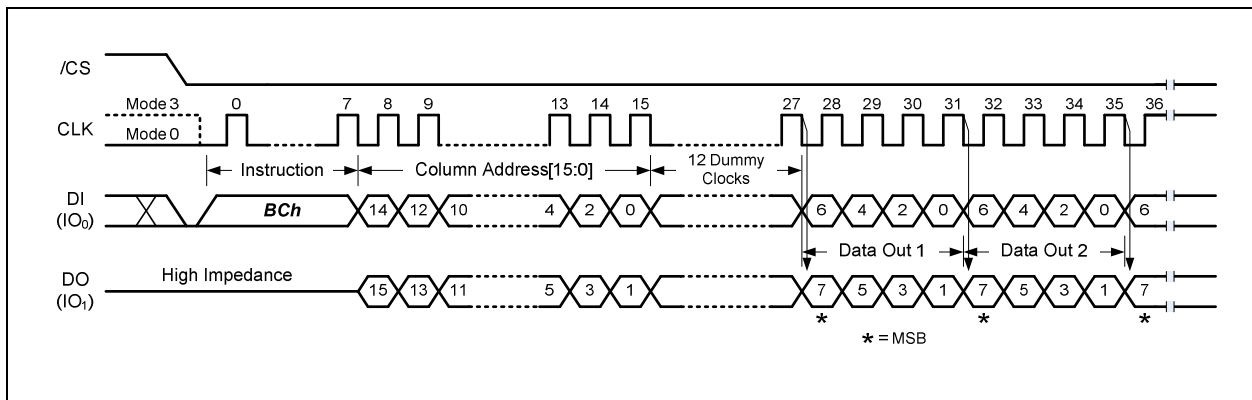 /CS
Mode 3 0 7 8 9 13 14 15 27 28 29 30 31 32 33 34 35 36
CLK
Mode 0
Instruction Column Address[15:0] 12 Dummy
Clocks
DI
(IO0)
BCh 14 12 10 4 2 0 6 4 2 0 6 4 2 0 6
Data Out 1 Data Out 2
High Impedance
DO
(IO1)
15 13 11 5 3 1 7 5 3 1 7 5 3 1 7
* * *
* = MSB